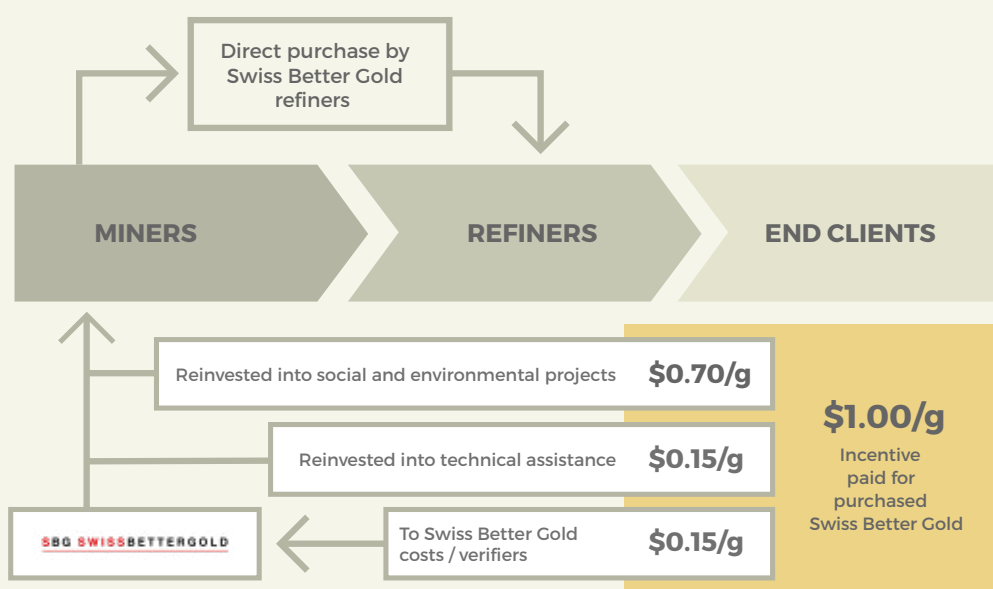 Direct purchase by
Swiss Better Gold
refiners
MINERS
REFINERS
END CLIENTS
Reinvested into social and environmental projects
$0.70/g
Reinvested into technical assistance
$0.15/g
SBG SWISSBETTERGOLD
To Swiss Better Gold
costs / verifiers
$0.15/g
$1.00/g
Incentive
paid for
purchased
Swiss Better Gold